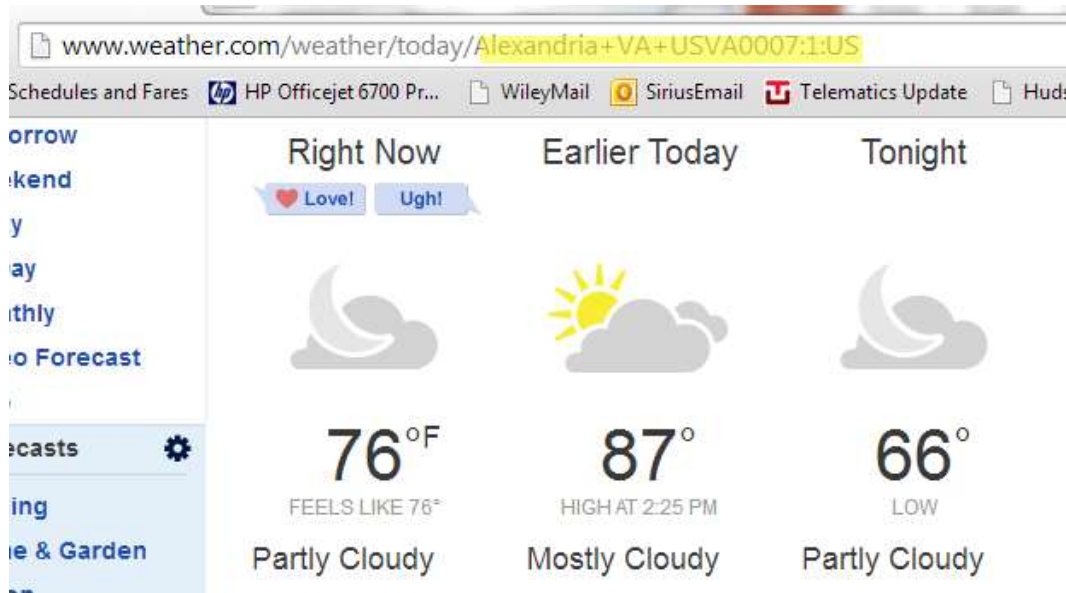 www.weather.com/weather/today/Alexandria+VA+USVA0007:1:US
Schedules and Fares HP Officejet 6700 Pr... WileyMail SiriusEmail Telematics Update Huds
orrow
ekend
y
ay
thly
eo Forecast
ecasts
ing
e & Garden
Right Now Earlier Today Tonight
Love! Ugh!
76°F 87° 66°
FEELS LIKE 76° HIGH AT 2:25 PM LOW
Partly Cloudy Mostly Cloudy Partly Cloudy